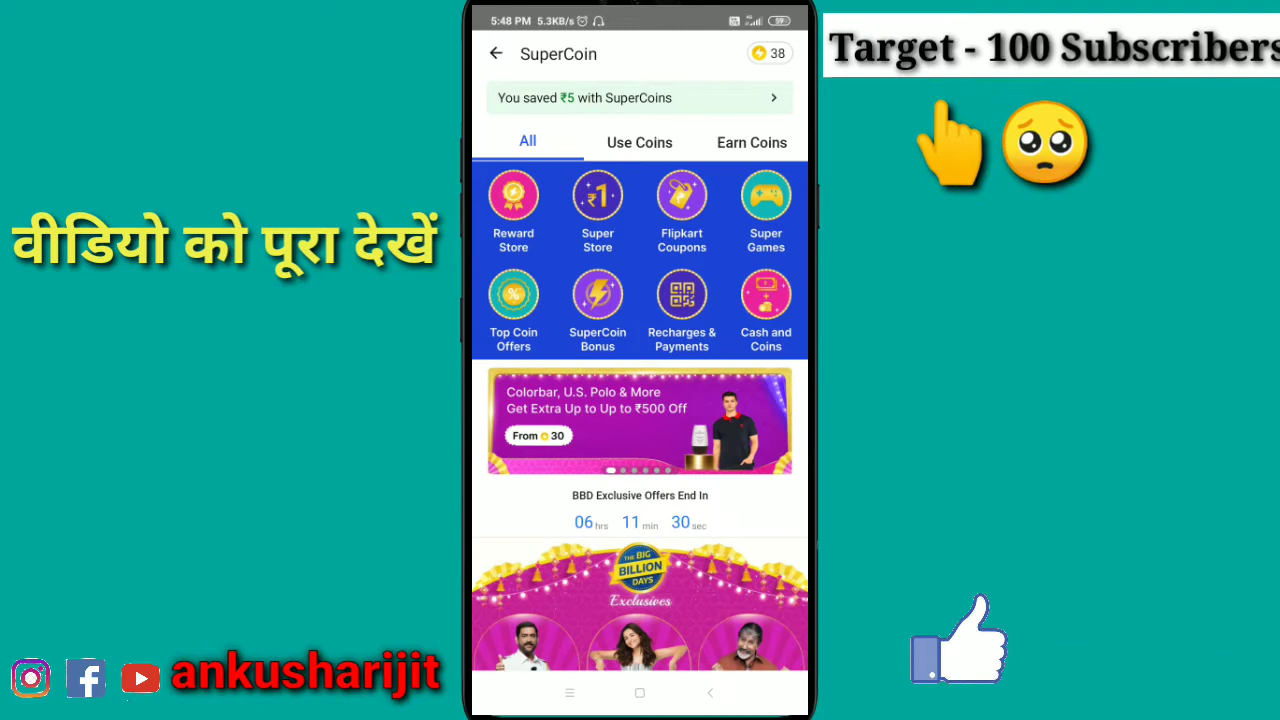 5:48 PM 5.3KB/s 59
Target - 100 Subscribers
SuperCoin 38
You saved ₹5 with SuperCoins
All Use Coins Earn Coins
₹1
Reward Store
Super Store
Flipkart Coupons
Super Games
Top Coin Offers
SuperCoin Bonus
Recharges & Payments
Cash and Coins
वीडियो को पूरा देखें
Colorbar, U.S. Polo & More
Get Extra Up to Up to ₹500 Off
From 30
BBD Exclusive Offers End In
06 hrs 11 min 30 sec
THE BIG
BILLION
DAYS
Exclusives
ankusharijit